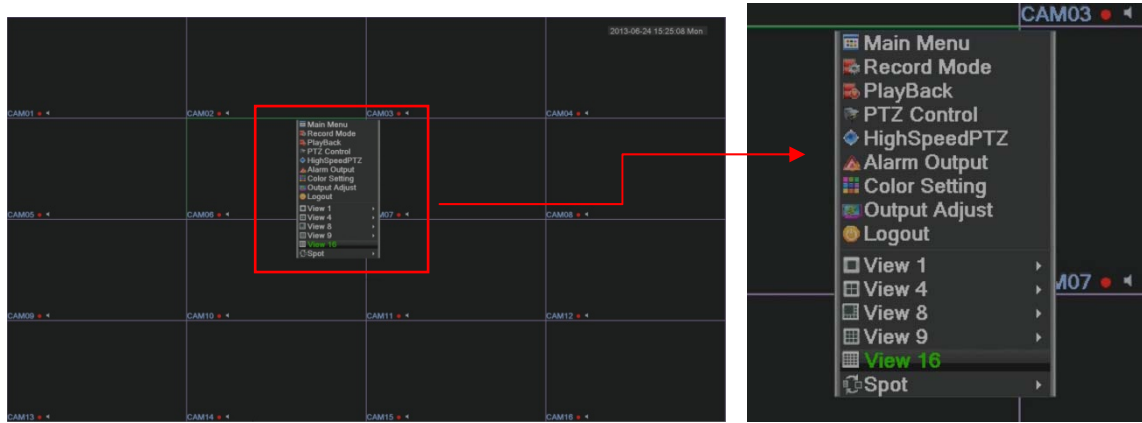 2013-06-24 15:25:08 Mon
CAM01
CAM02
CAM03
CAM04
Main Menu
Record Mode
PlayBack
PTZ Control
HighSpeedPTZ
Alarm Output
Color Setting
Output Adjust
Logout
CAM05
CAM06
M07
CAM08
View 1
View 4
View 8
View 9
View 16
Spot
CAM09
CAM10
CAM11
CAM12
CAM13
CAM14
CAM15
CAM16
CAM03
Main Menu
Record Mode
PlayBack
PTZ Control
HighSpeedPTZ
Alarm Output
Color Setting
Output Adjust
Logout
View 1
M07
View 4
View 8
View 9
View 16
Spot